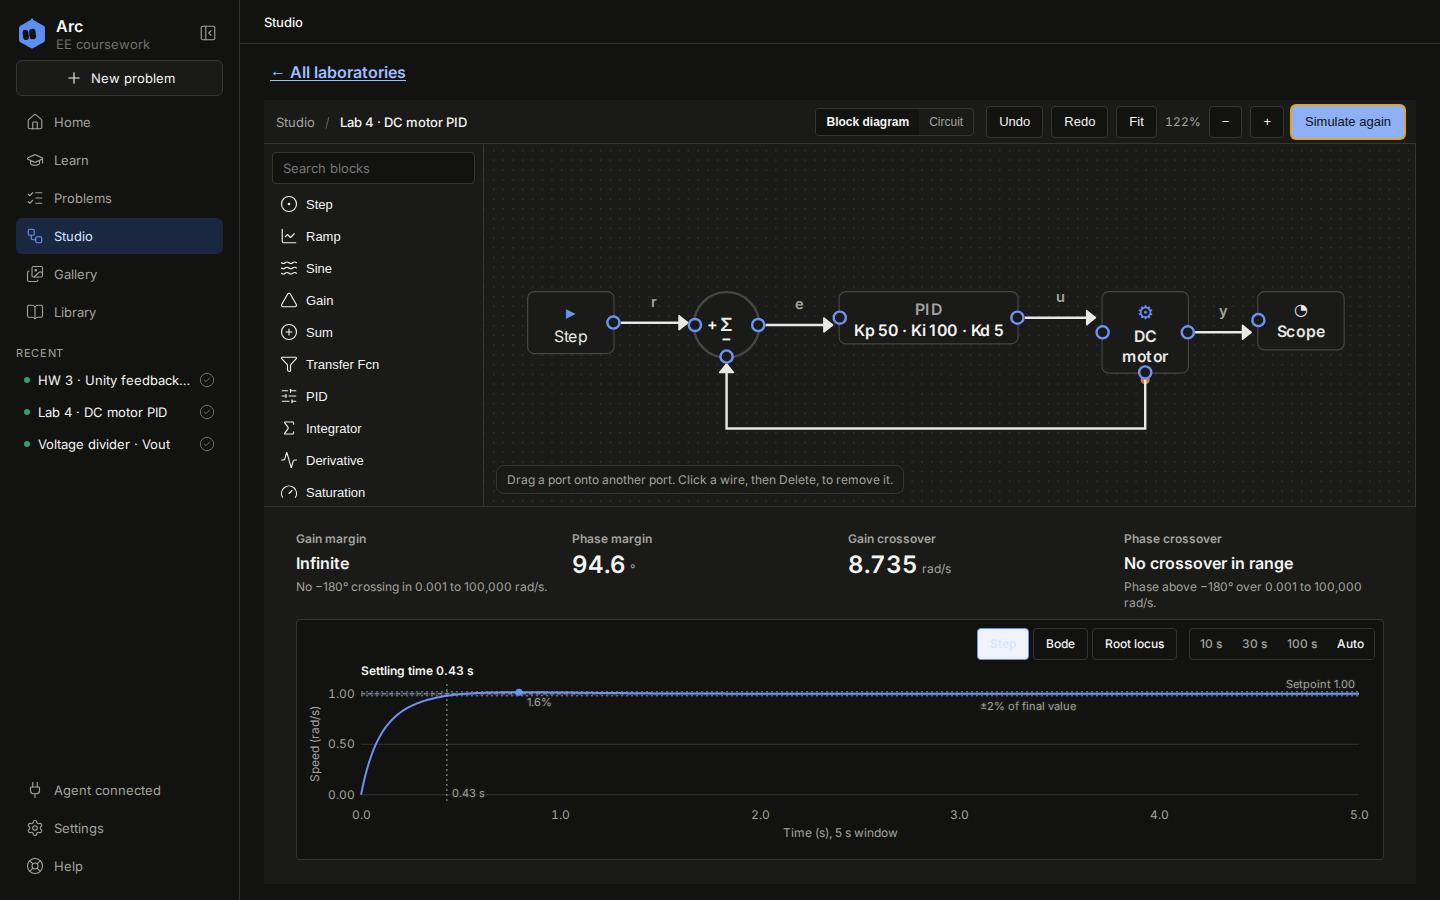 Arc
EE coursework
New problem
Home
Learn
Problems
Studio
Gallery
Library
RECENT
HW 3 · Unity feedback...
Lab 4 · DC motor PID
Voltage divider · Vout
Agent connected
Settings
Help
Studio
← All laboratories
Studio / Lab 4 · DC motor PID
Block diagram Circuit Undo Redo Fit 122% − + Simulate again
Search blocks
Step
Ramp
Sine
Gain
Sum
Transfer Fcn
PID
Integrator
Derivative
Saturation
Step
r
+ Σ
−
e
PID
Kp 50 · Ki 100 · Kd 5
u
DC
motor
y
Scope
Drag a port onto another port. Click a wire, then Delete, to remove it.
Gain margin
Infinite
No −180° crossing in 0.001 to 100,000 rad/s.
Phase margin
94.6 °
Gain crossover
8.735 rad/s
Phase crossover
No crossover in range
Phase above −180° over 0.001 to 100,000
rad/s.
Step Bode Root locus 10 s 30 s 100 s Auto
Settling time 0.43 s
Setpoint 1.00
1.6%
±2% of final value
0.43 s
Speed (rad/s)
1.00
0.50
0.00
0.0 1.0 2.0 3.0 4.0 5.0
Time (s), 5 s window